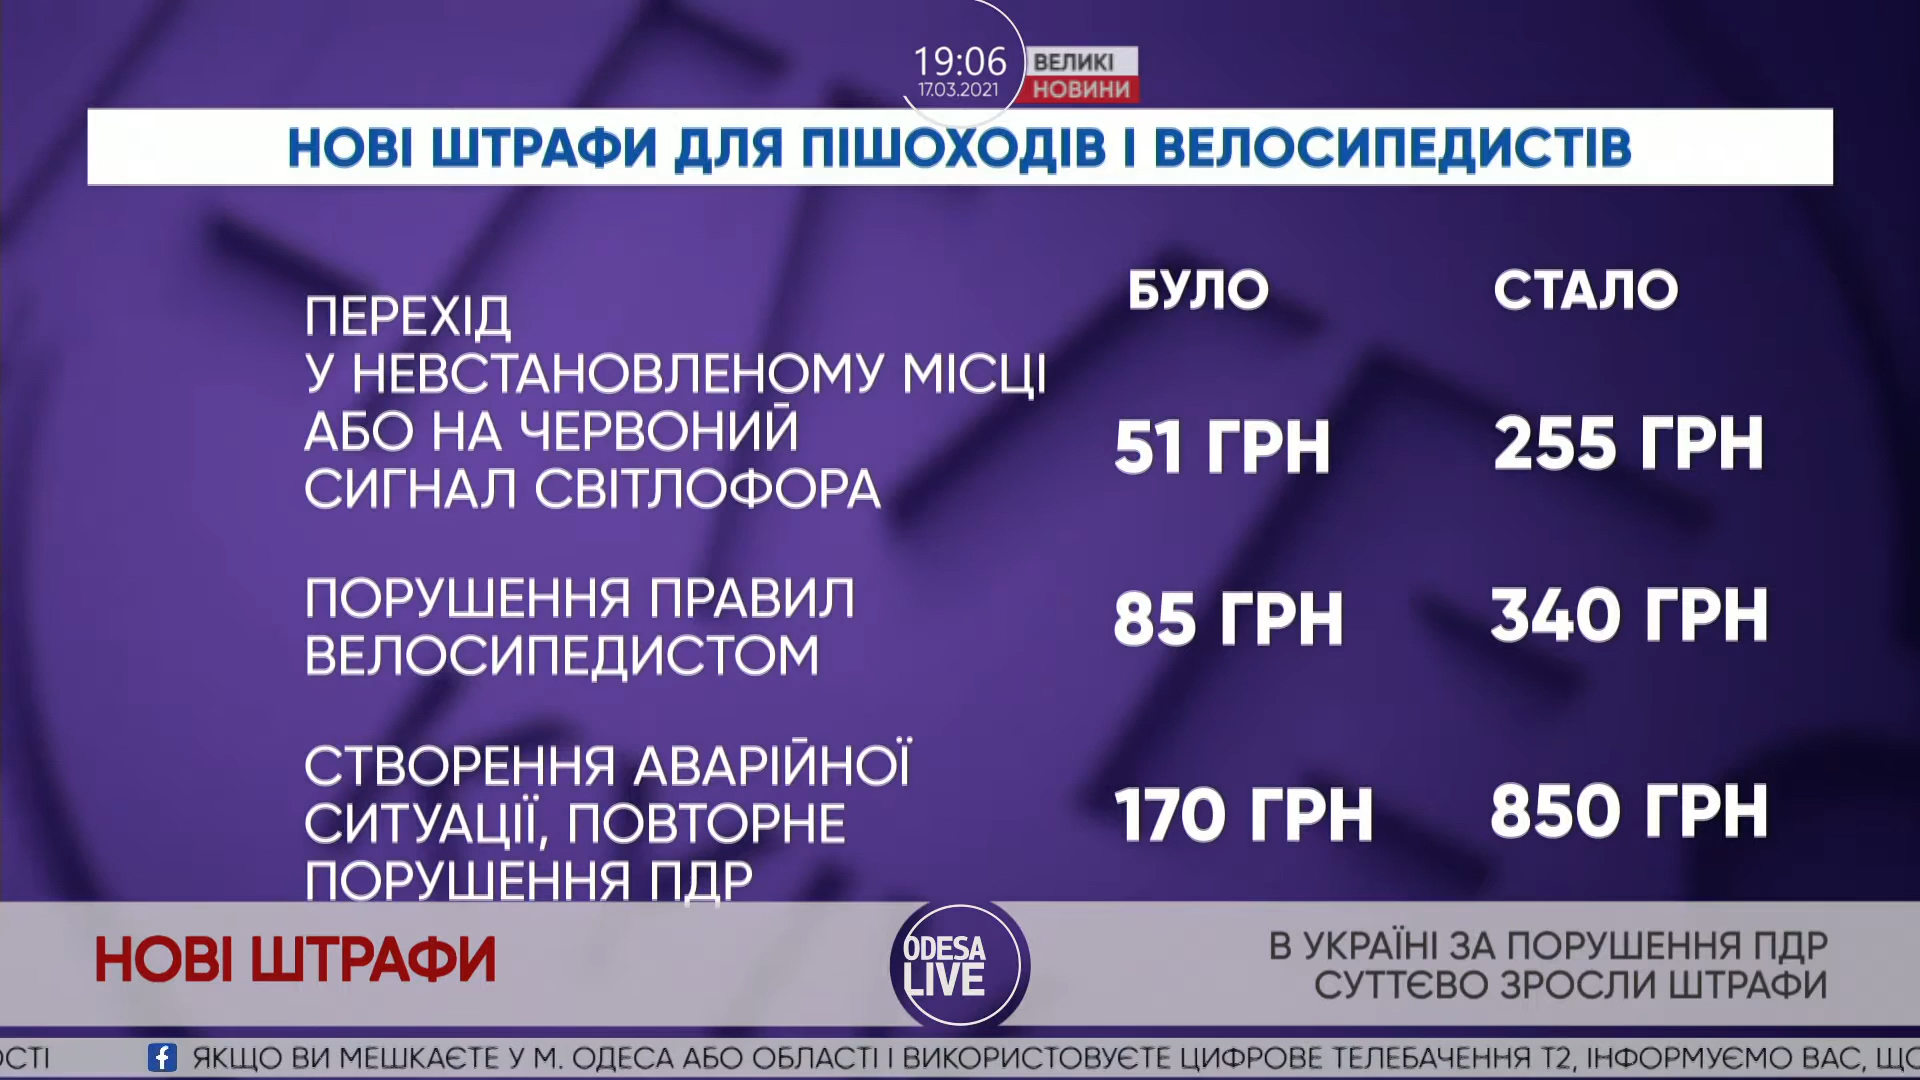 19:06
17.03.2021
ВЕЛИКІ
НОВИНИ
НОВІ ШТРАФИ ДЛЯ ПІШОХОДІВ І ВЕЛОСИПЕДИСТІВ
БУЛО СТАЛО
ПЕРЕХІД
У НЕВСТАНОВЛЕНОМУ МІСЦІ
АБО НА ЧЕРВОНИЙ
СИГНАЛ СВІТЛОФОРА
51 ГРН 255 ГРН
ПОРУШЕННЯ ПРАВИЛ
ВЕЛОСИПЕДИСТОМ
85 ГРН 340 ГРН
СТВОРЕННЯ АВАРІЙНОЇ
СИТУАЦІЇ, ПОВТОРНЕ
ПОРУШЕННЯ ПДР
170 ГРН 850 ГРН
НОВІ ШТРАФИ
ODESA
LIVE
В УКРАЇНІ ЗА ПОРУШЕННЯ ПДР
СУТТЄВО ЗРОСЛИ ШТРАФИ
ОСТІ ЯКЩО ВИ МЕШКАЄТЕ У М. ОДЕСА АБО ОБЛАСТІ І ВИКОРИСТОВУЄТЕ ЦИФРОВЕ ТЕЛЕБАЧЕННЯ Т2, ІНФОРМУЄМО ВАС, ЩО